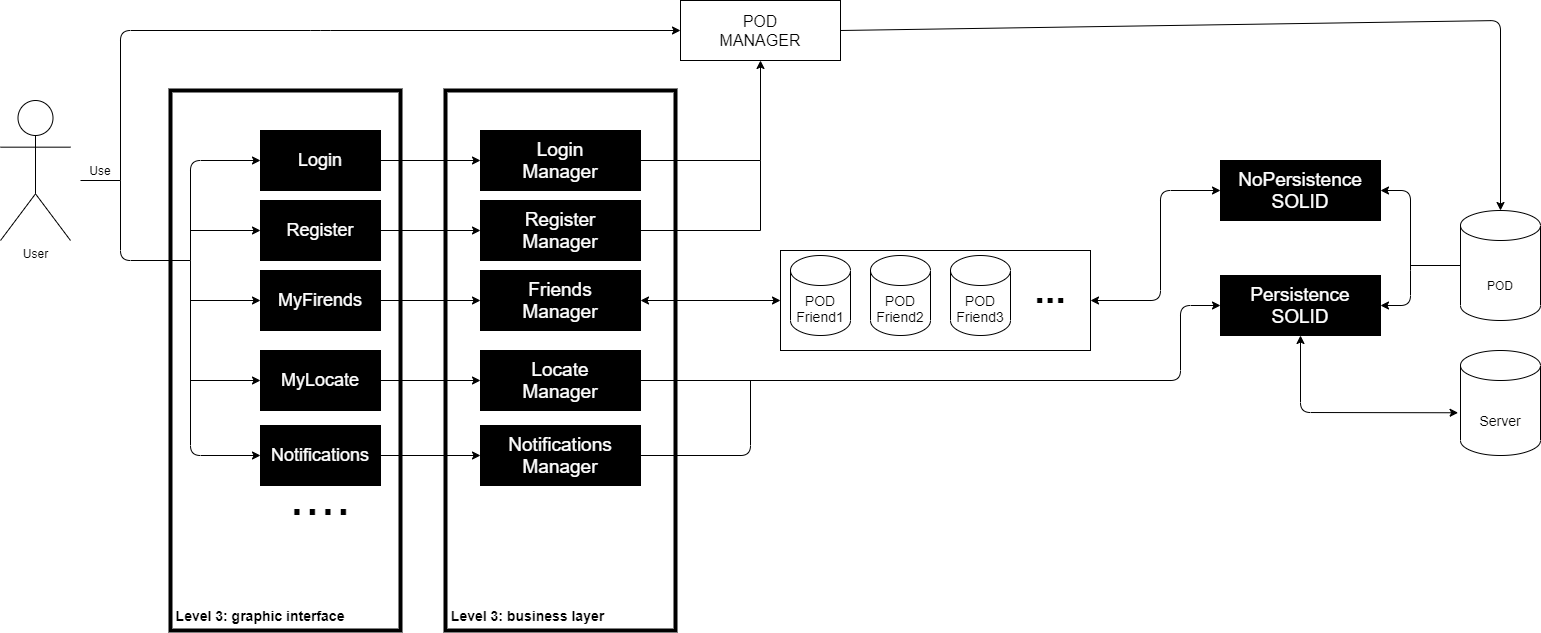 POD
MANAGER
User
Use
Login
Register
MyFirends
MyLocate
Notifications
....
Level 3: graphic interface
Login
Manager
Register
Manager
Friends
Manager
Locate
Manager
Notifications
Manager
Level 3: business layer
POD
Friend1
POD
Friend2
POD
Friend3
...
NoPersistence
SOLID
Persistence
SOLID
POD
Server